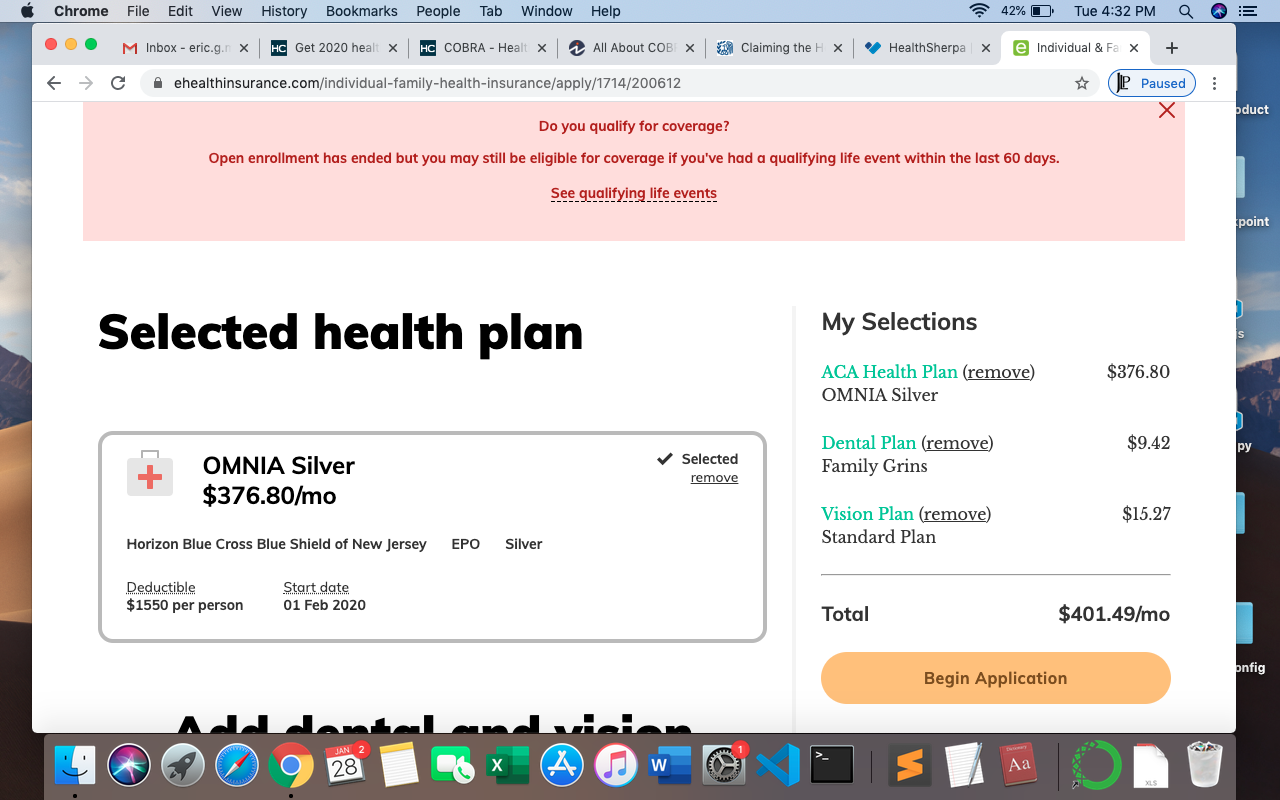 Chrome File Edit View History Bookmarks People Tab Window Help 42% Tue 4:32 PM
Inbox - eric.g.n
Get 2020 healt
COBRA - Healt
All About COBR
Claiming the H
HealthSherpa
Individual & Fa
ehealthinsurance.com/individual-family-health-insurance/apply/1714/200612
Paused
Do you qualify for coverage?
Open enrollment has ended but you may still be eligible for coverage if you've had a qualifying life event within the last 60 days.
See qualifying life events
Selected health plan
OMNIA Silver
$376.80/mo
Selected
remove
Horizon Blue Cross Blue Shield of New Jersey EPO Silver
Deductible Start date
$1550 per person 01 Feb 2020
Add dental and vision
My Selections
ACA Health Plan (remove) $376.80
OMNIA Silver
Dental Plan (remove) $9.42
Family Grins
Vision Plan (remove) $15.27
Standard Plan
Total $401.49/mo
Begin Application
oduct
kpoint
is
py
onfig
JAN
28
2
1
Aa
XLS